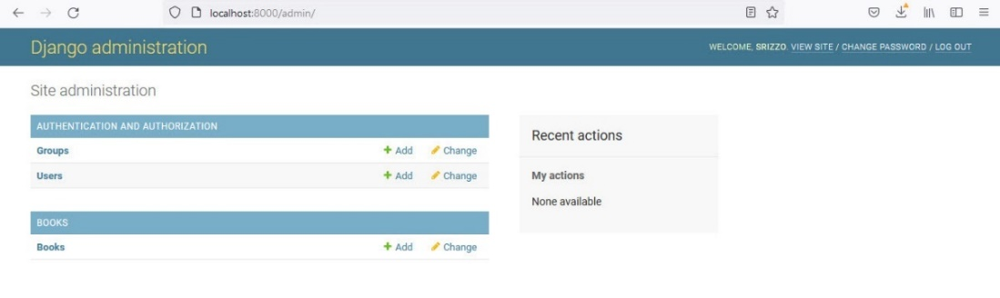 localhost:8000/admin/
Django administration
WELCOME, SRIZZO. VIEW SITE / CHANGE PASSWORD / LOG OUT
Site administration
AUTHENTICATION AND AUTHORIZATION
Groups + Add Change
Users + Add Change
BOOKS
Books + Add Change
Recent actions
My actions
None available